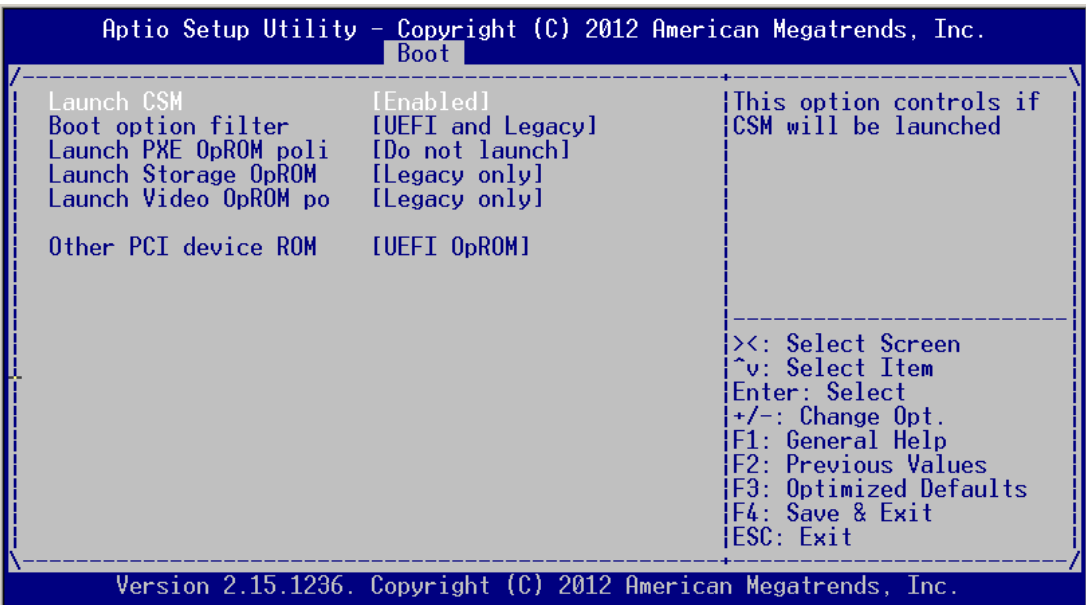 Aptio Setup Utility - Copyright (C) 2012 American Megatrends, Inc.
Boot
Launch CSM [Enabled]
Boot option filter [UEFI and Legacy]
Launch PXE OpROM poli [Do not launch]
Launch Storage OpROM [Legacy only]
Launch Video OpROM po [Legacy only]
Other PCI device ROM [UEFI OpROM]
This option controls if
CSM will be launched
><: Select Screen
^v: Select Item
Enter: Select
+/-: Change Opt.
F1: General Help
F2: Previous Values
F3: Optimized Defaults
F4: Save & Exit
ESC: Exit
Version 2.15.1236. Copyright (C) 2012 American Megatrends, Inc.